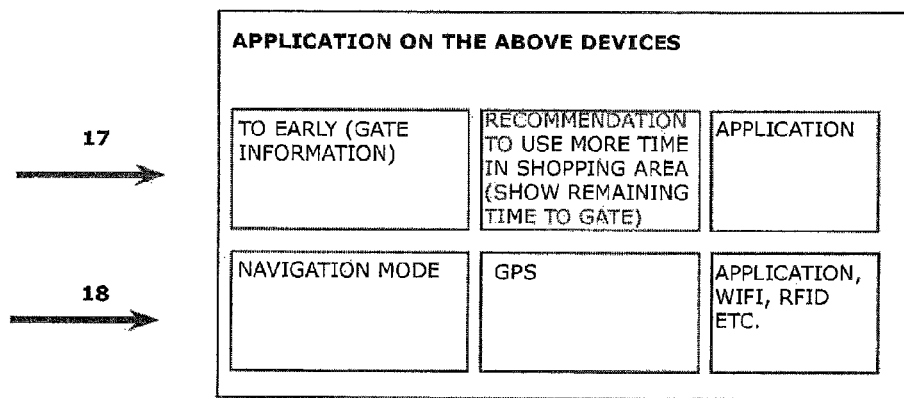 APPLICATION ON THE ABOVE DEVICES
17
TO EARLY (GATE
INFORMATION)
RECOMMENDATION
TO USE MORE TIME
IN SHOPPING AREA
(SHOW REMAINING
TIME TO GATE)
APPLICATION
18
NAVIGATION MODE
GPS
APPLICATION,
WIFI, RFID
ETC.